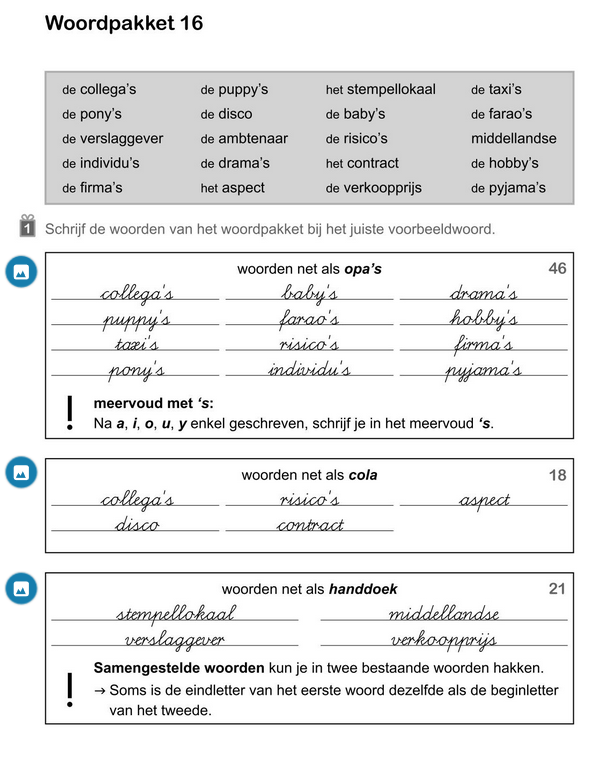 Woordpakket 16
de collega's de puppy's het stempellokaal de taxi's
de pony's de disco de baby's de farao's
de verslaggever de ambtenaar de risico's middellandse
de individu's de drama's het contract de hobby's
de firma's het aspect de verkoopprijs de pyjama's
1 Schrijf de woorden van het woordpakket bij het juiste voorbeeldwoord.
woorden net als opa's 46
collega's baby's drama's
puppy's farao's hobby's
taxi's risico's firma's
pony's individu's pyjama's
! meervoud met 's:
Na a, i, o, u, y enkel geschreven, schrijf je in het meervoud 's.
woorden net als cola 18
collega's risico's aspect
disco contract
woorden net als handdoek 21
stempellokaal middellandse
verslaggever verkoopprijs
! Samengestelde woorden kun je in twee bestaande woorden hakken.
→ Soms is de eindletter van het eerste woord dezelfde als de beginletter
van het tweede.